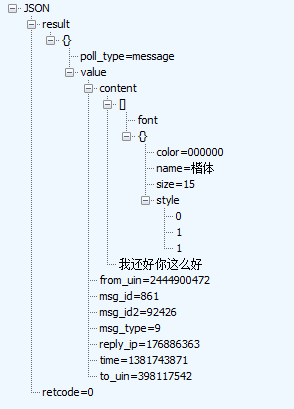 JSON
result
{}
poll_type=message
value
content
[]
font
{}
color=000000
name=楷体
size=15
style
0
1
1
我还好你这么好
from_uin=2444900472
msg_id=861
msg_id2=92426
msg_type=9
reply_ip=176886363
time=1381743871
to_uin=398117542
retcode=0